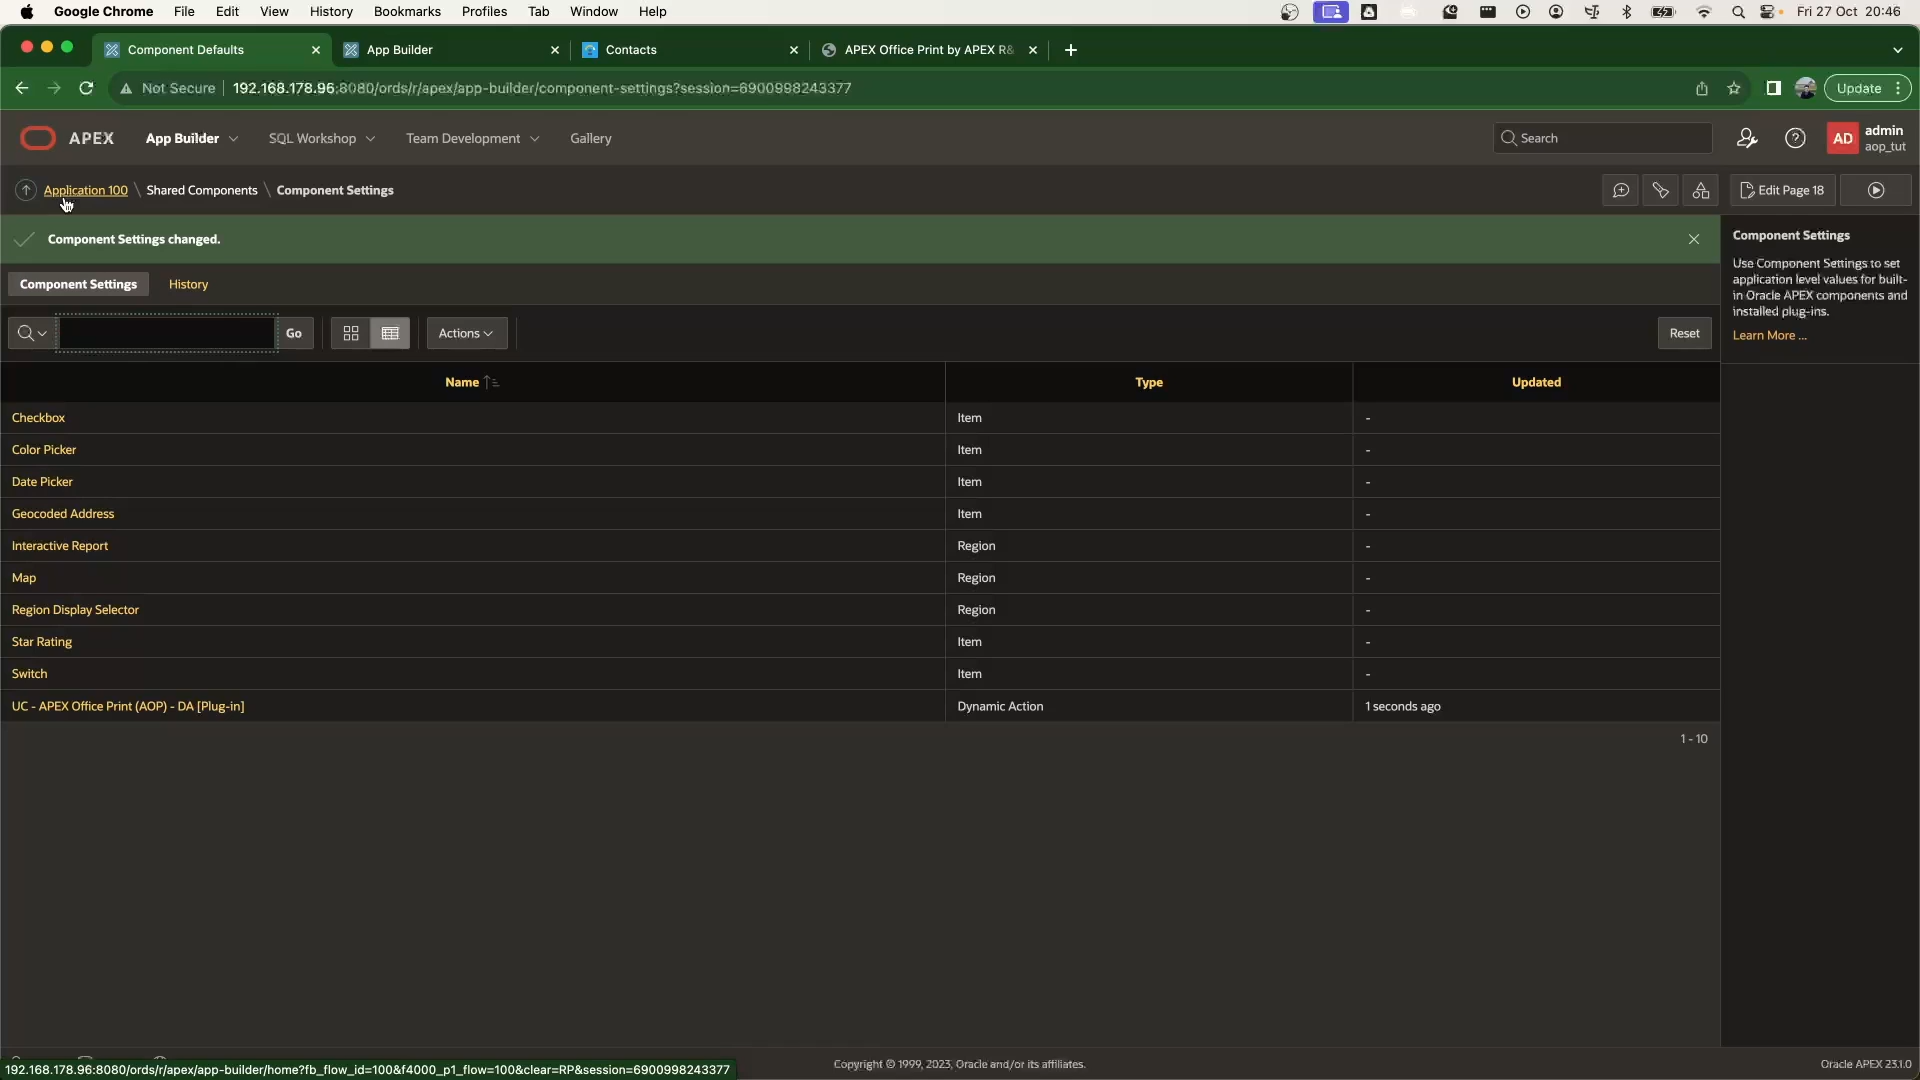 Google Chrome File Edit View History Bookmarks Profiles Tab Window Help Fri 27 Oct 20:46
Component Defaults App Builder Contacts APEX Office Print by APEX R&
Not Secure 192.168.178.96:8080/ords/r/apex/app-builder/component-settings?session=6900998243377 Update
APEX App Builder SQL Workshop Team Development Gallery Search AD admin
aop_tut
Application 100 \ Shared Components \ Component Settings Edit Page 18
Component Settings changed.
Component Settings
Use Component Settings to set
application level values for built-
in Oracle APEX components and
installed plug-ins.
Learn More ...
Component Settings History
Go Actions Reset
Name Type Updated
Checkbox Item -
Color Picker Item -
Date Picker Item -
Geocoded Address Item -
Interactive Report Region -
Map Region -
Region Display Selector Region -
Star Rating Item -
Switch Item -
UC - APEX Office Print (AOP) - DA [Plug-in] Dynamic Action 1 seconds ago
1 - 10
192.168.178.96:8080/ords/r/apex/app-builder/home?fb_flow_id=100&f4000_p1_flow=100&clear=RP&session=6900998243377
Copyright © 1999, 2023, Oracle and/or its affiliates. Oracle APEX 23.1.0